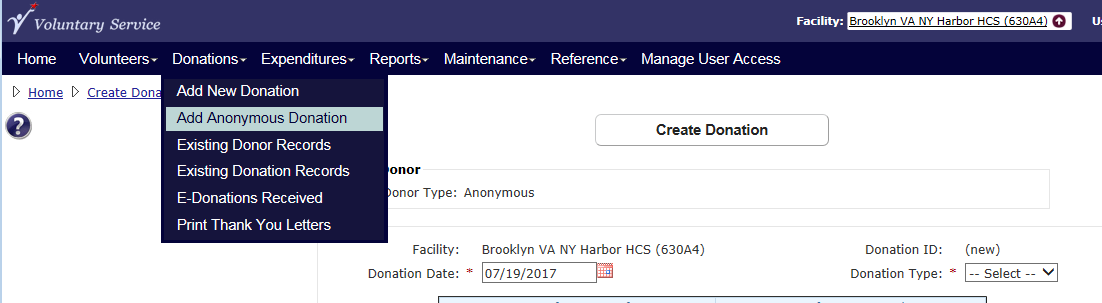 Voluntary Service
Facility: Brooklyn VA NY Harbor HCS (630A4)
Home Volunteers Donations Expenditures Reports Maintenance Reference Manage User Access
Home Create Dona
Add New Donation
Add Anonymous Donation
Existing Donor Records
Existing Donation Records
E-Donations Received
Print Thank You Letters
?
Create Donation
Donor
Donor Type: Anonymous
Facility: Brooklyn VA NY Harbor HCS (630A4) Donation ID: (new)
Donation Date: * 07/19/2017 Donation Type: * -- Select --